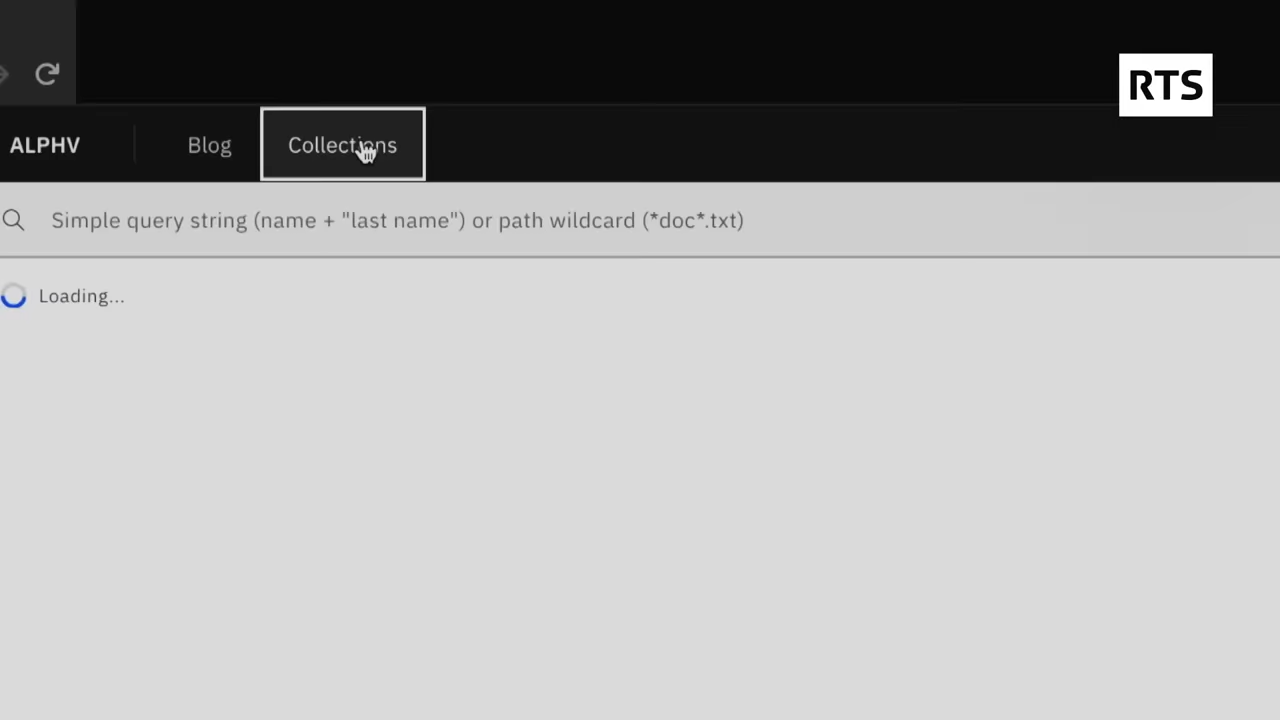 RTS
ALPHV
Blog
Collections
Simple query string (name + "last name") or path wildcard (*doc*.txt)
Loading...